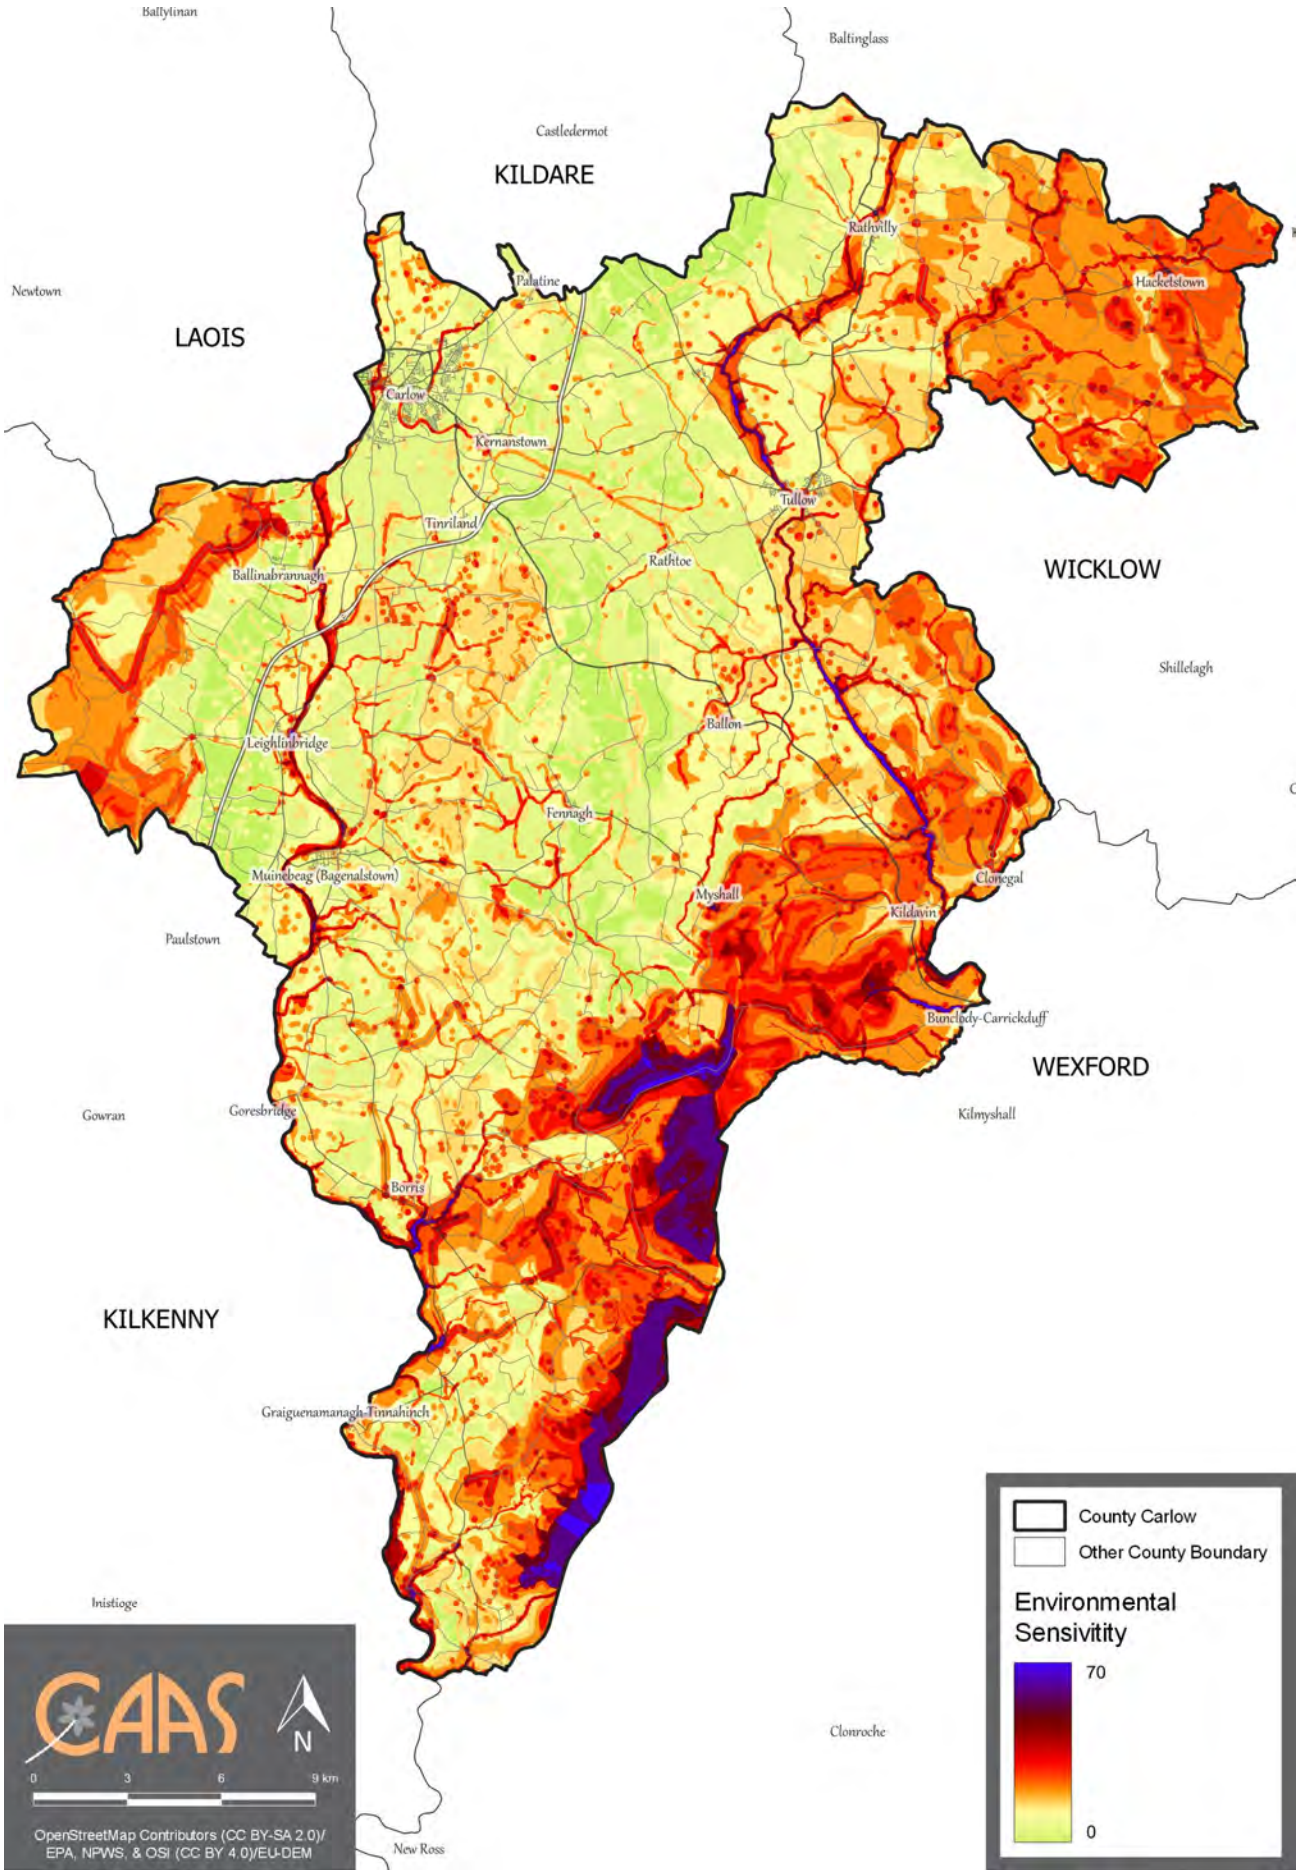 Ballylinan
Baltinglass
Castledermot
KILDARE
Rathvilly
Palatine
Hacketstown
Newtown
LAOIS
Carlow
Kernanstown
Tullow
Tinriland
Rathtoe
WICKLOW
Ballinabrannagh
Shillelagh
Ballon
Leighlinbridge
Fennagh
Muinebeag (Bagenalstown)
Clonegal
Myshall
Kildavin
Paulstown
Bunclody-Carrickduff
WEXFORD
Gowran
Goresbridge
Kilmyshall
Borris
KILKENNY
Graiguenamanagh-Tinnahinch
Inistioge
Clonroche
New Ross
County Carlow
Other County Boundary
Environmental
Sensivitity
70
0
CAAS
N
0 3 6 9 km
OpenStreetMap Contributors (CC BY-SA 2.0)/
EPA, NPWS, & OSI (CC BY 4.0)/EU-DEM